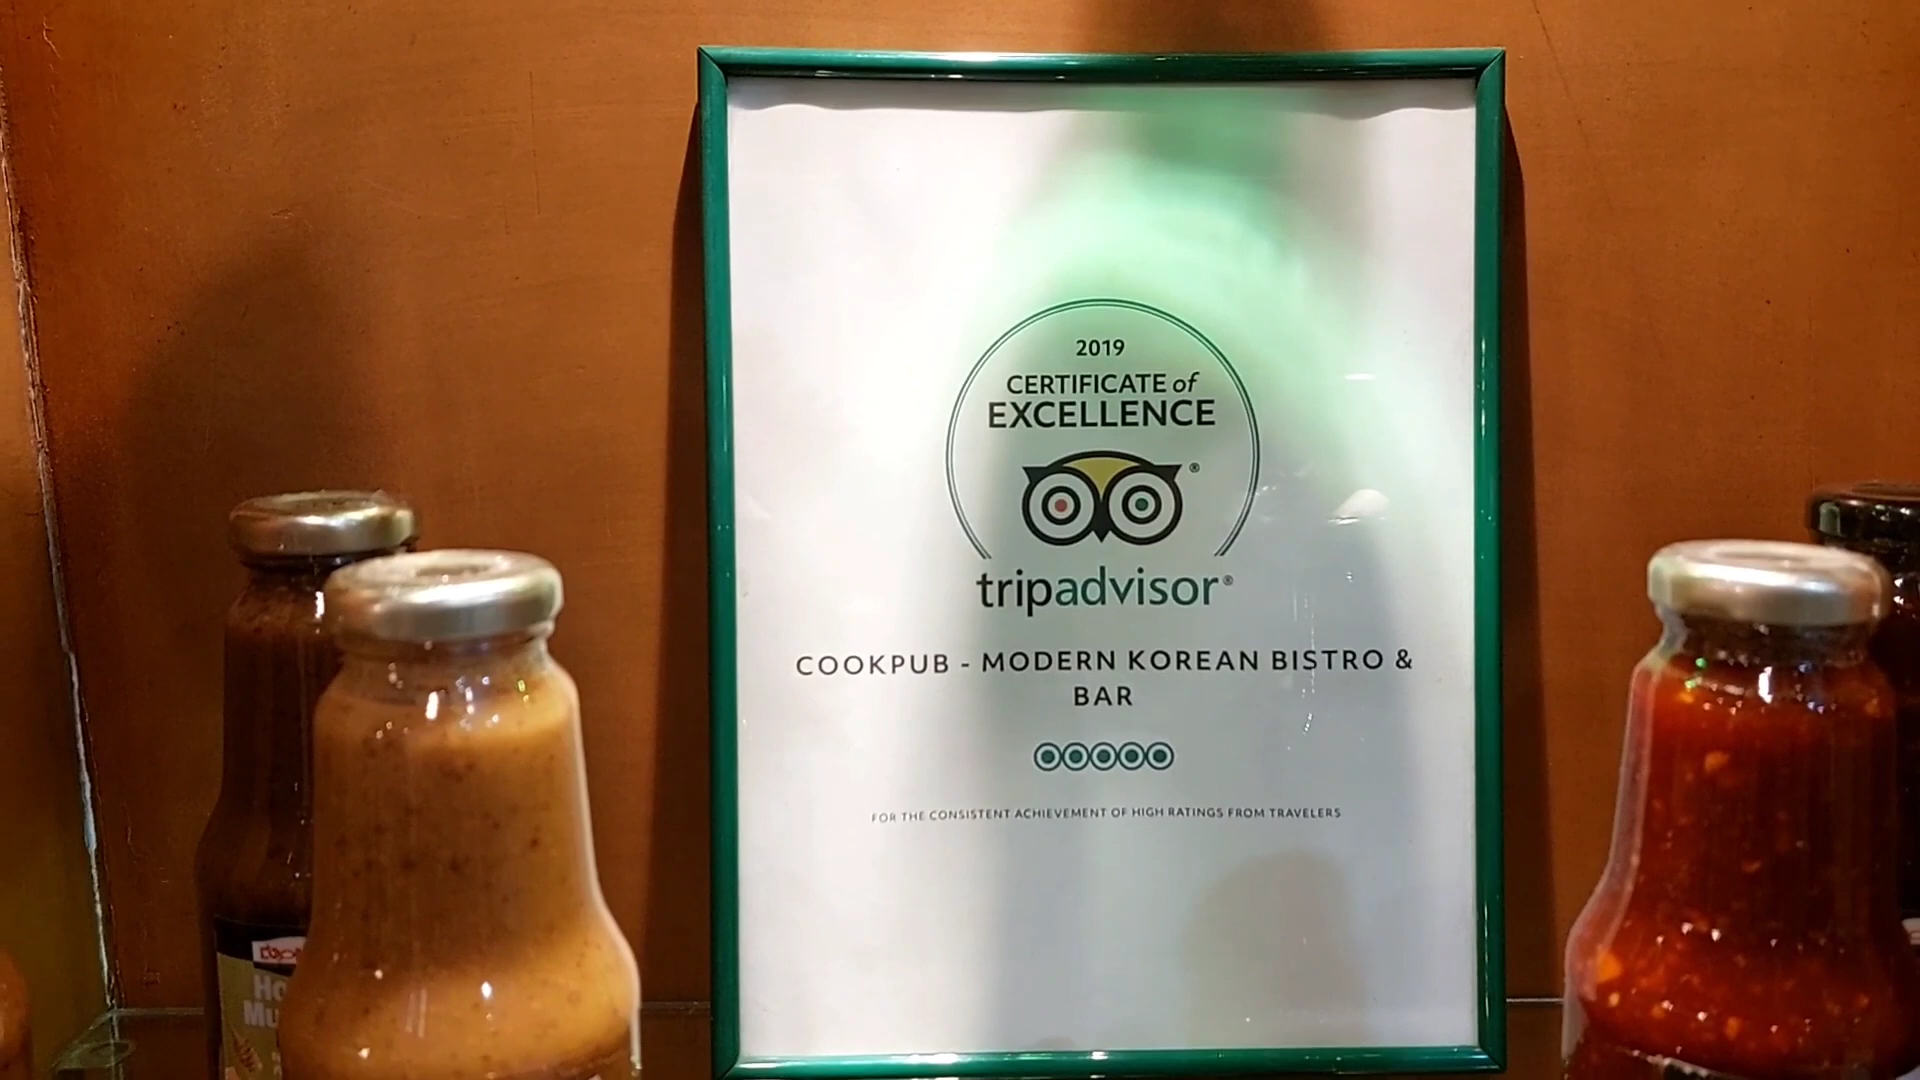 2019
CERTIFICATE of
EXCELLENCE
tripadvisor®
COOKPUB - MODERN KOREAN BISTRO &
BAR
FOR THE CONSISTENT ACHIEVEMENT OF HIGH RATINGS FROM TRAVELERS